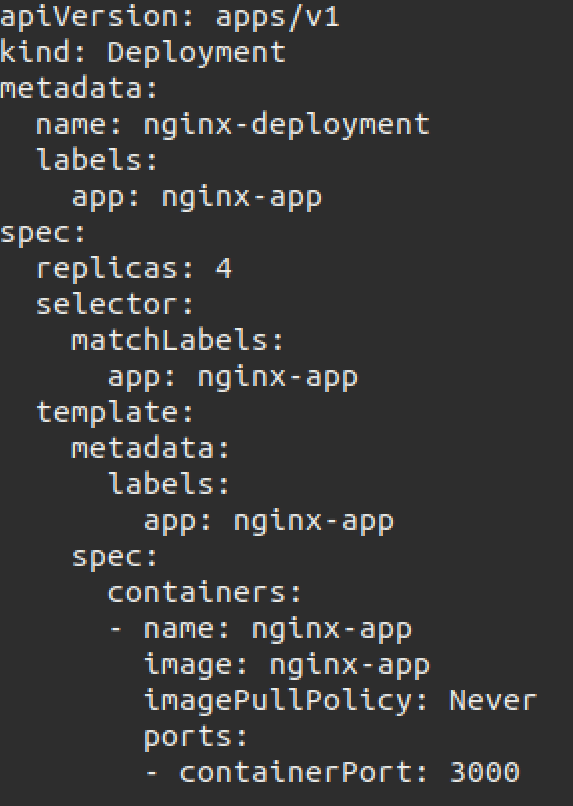 apiVersion: apps/v1
kind: Deployment
metadata:
  name: nginx-deployment
  labels:
    app: nginx-app
spec:
  replicas: 4
  selector:
    matchLabels:
      app: nginx-app
  template:
    metadata:
      labels:
        app: nginx-app
    spec:
      containers:
      - name: nginx-app
        image: nginx-app
        imagePullPolicy: Never
        ports:
        - containerPort: 3000